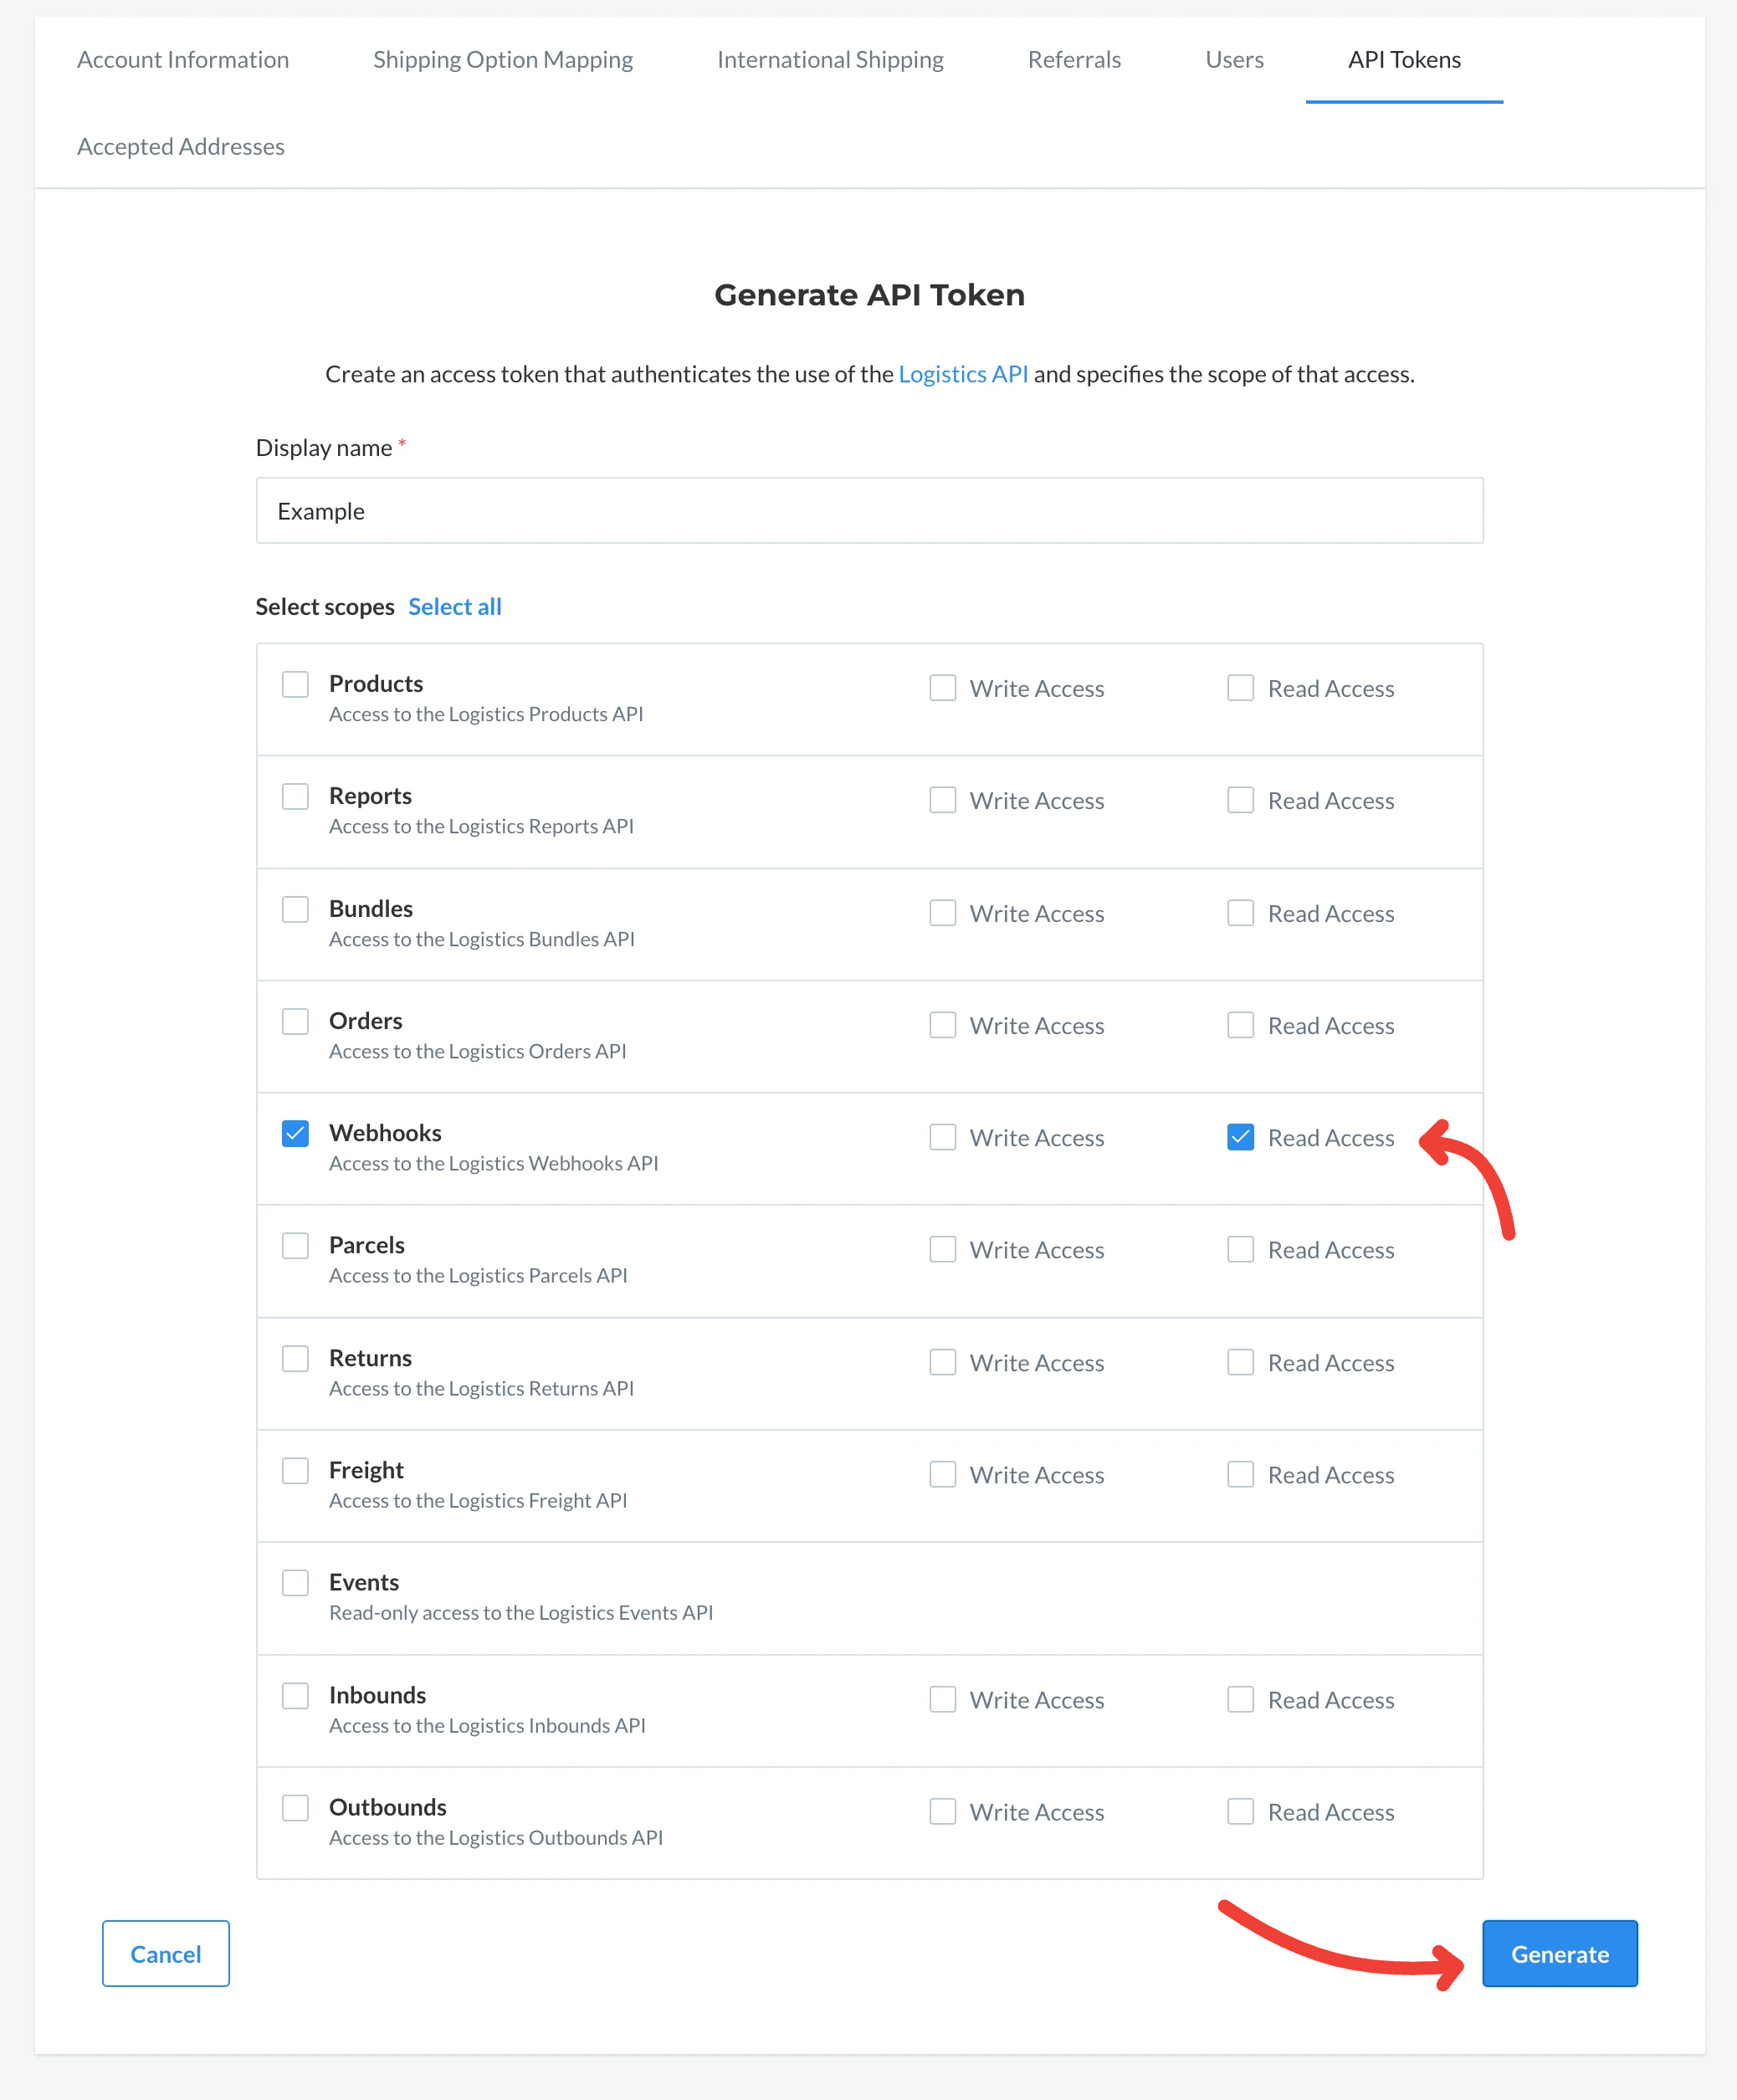 Account Information Shipping Option Mapping International Shipping Referrals Users API Tokens
Accepted Addresses
Generate API Token
Create an access token that authenticates the use of the Logistics API and specifies the scope of that access.
Display name *
Example
Select scopes Select all
Products Write Access Read Access
Access to the Logistics Products API
Reports Write Access Read Access
Access to the Logistics Reports API
Bundles Write Access Read Access
Access to the Logistics Bundles API
Orders Write Access Read Access
Access to the Logistics Orders API
Webhooks Write Access Read Access
Access to the Logistics Webhooks API
Parcels Write Access Read Access
Access to the Logistics Parcels API
Returns Write Access Read Access
Access to the Logistics Returns API
Freight Write Access Read Access
Access to the Logistics Freight API
Events
Read-only access to the Logistics Events API
Inbounds Write Access Read Access
Access to the Logistics Inbounds API
Outbounds Write Access Read Access
Access to the Logistics Outbounds API
Cancel Generate